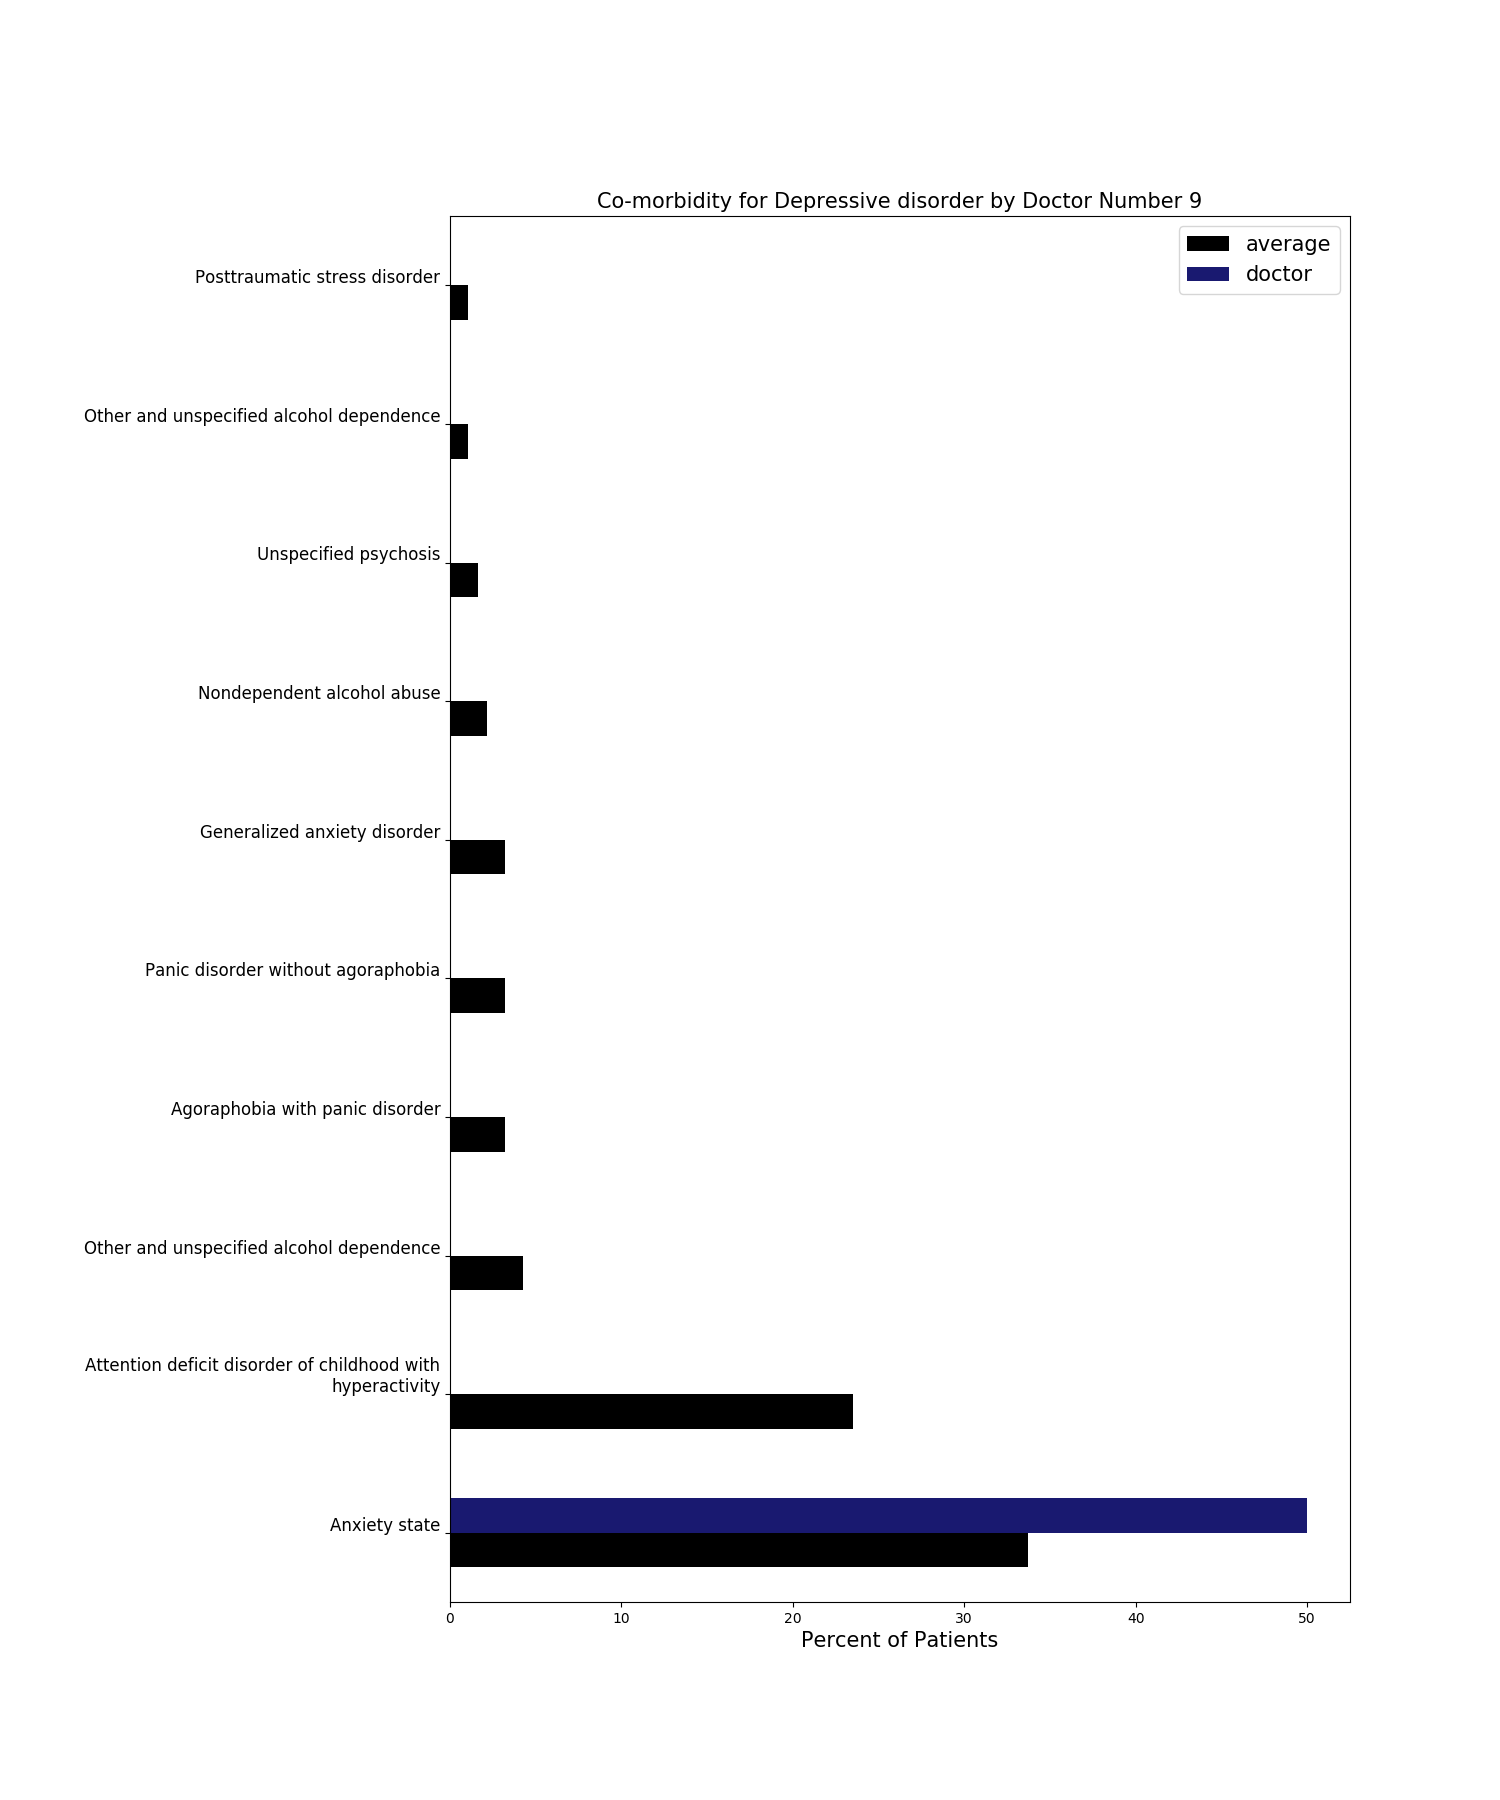 Co-morbidity for Depressive disorder by Doctor Number 9
average
doctor
Posttraumatic stress disorder
Other and unspecified alcohol dependence
Unspecified psychosis
Nondependent alcohol abuse
Generalized anxiety disorder
Panic disorder without agoraphobia
Agoraphobia with panic disorder
Other and unspecified alcohol dependence
Attention deficit disorder of childhood with
hyperactivity
Anxiety state
0 10 20 30 40 50
Percent of Patients